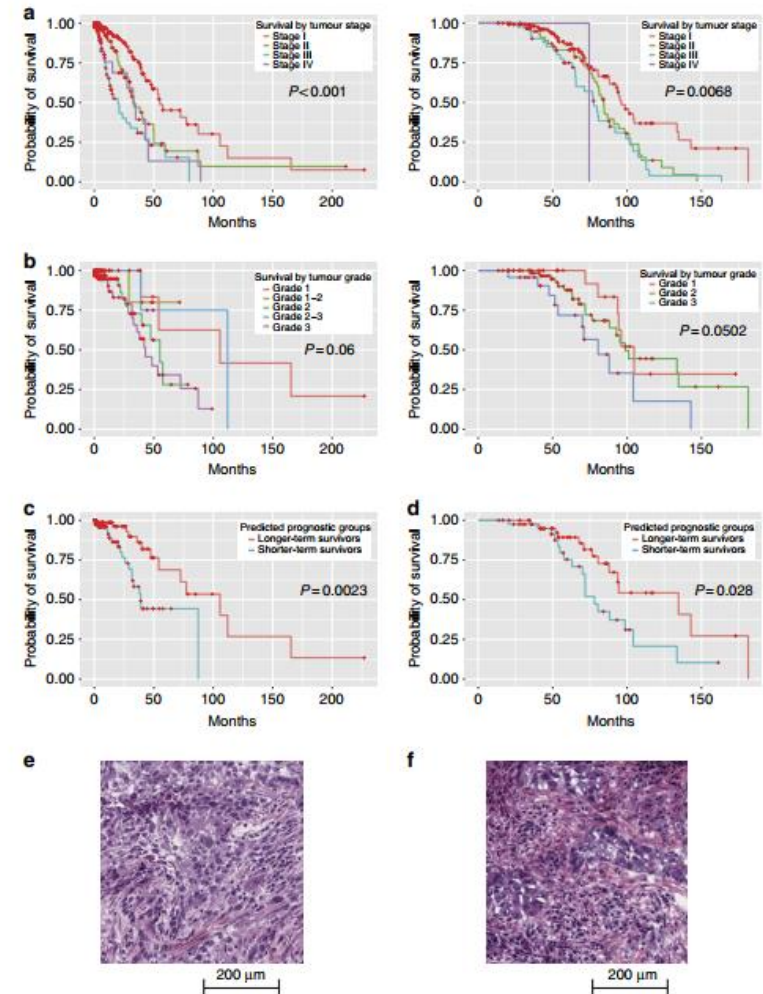 a
Survival by tumour stage
Stage I
Stage II
Stage III
Stage IV
P<0.001
Probability of survival
1.00
0.75
0.50
0.25
0.00
0
50
100
150
200
Months
Survival by tumuor stage
Stage I
Stage II
Stage III
Stage IV
P=0.0068
Probability of survival
1.00
0.75
0.50
0.25
0.00
0
50
100
150
Months
b
Survival by tumour grade
Grade 1
Grade 1–2
Grade 2
Grade 2–3
Grade 3
P=0.06
Probability of survival
1.00
0.75
0.50
0.25
0.00
0
50
100
150
200
Months
Survival by tumour grade
Grade 1
Grade 2
Grade 3
P=0.0502
Probability of survival
1.00
0.75
0.50
0.25
0.00
0
50
100
150
Months
c
Predicted prognostic groups
Longer-term survivors
Shorter-term survivors
P=0.0023
Probability of survival
1.00
0.75
0.50
0.25
0.00
0
50
100
150
200
Months
d
Predicted prognostic groups
Longer-term survivors
Shorter-term survivors
P=0.028
Probability of survival
1.00
0.75
0.50
0.25
0.00
0
50
100
150
Months
e
200 μm
f
200 μm